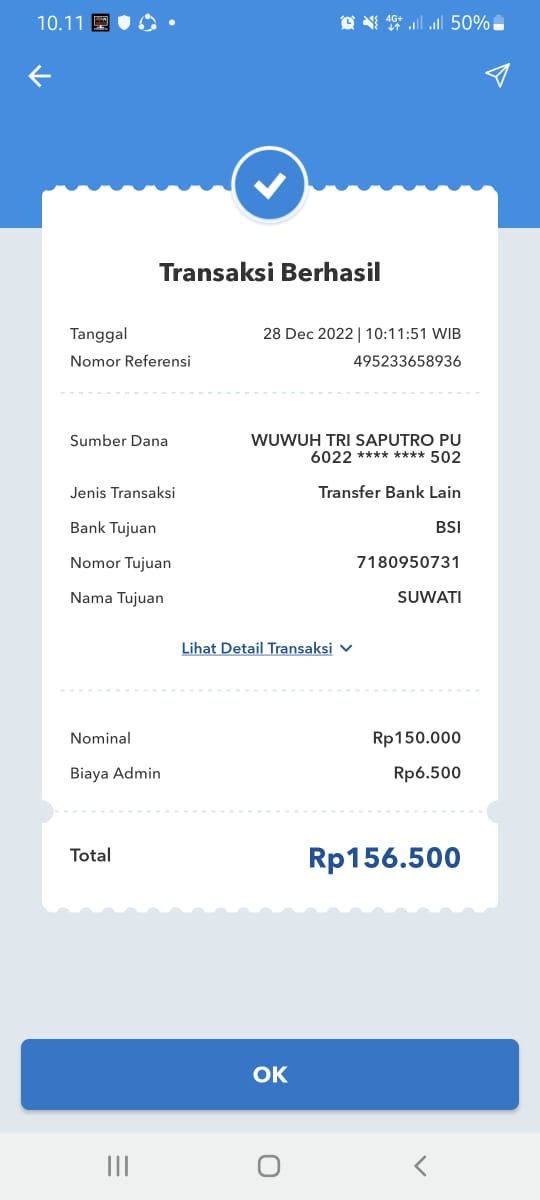 10.11 4G+ 50%
Transaksi Berhasil
Tanggal 28 Dec 2022 | 10:11:51 WIB
Nomor Referensi 495233658936
Sumber Dana WUWUH TRI SAPUTRO PU
6022 **** **** 502
Jenis Transaksi Transfer Bank Lain
Bank Tujuan BSI
Nomor Tujuan 7180950731
Nama Tujuan SUWATI
Lihat Detail Transaksi
Nominal Rp150.000
Biaya Admin Rp6.500
Total Rp156.500
OK